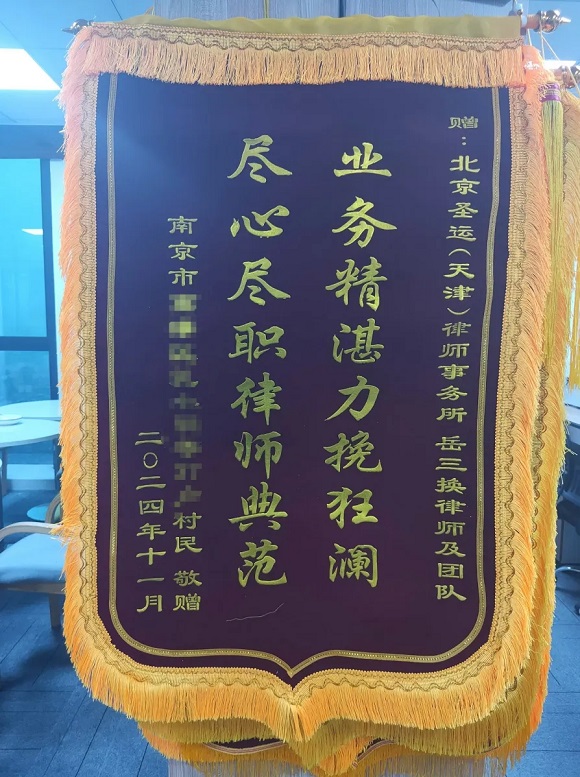 赠：北京圣运（天津）律师事务所 岳三换律师及团队
业务精湛力挽狂澜
尽心尽职律师典范
南京市 村民 敬赠
二〇二四年十一月